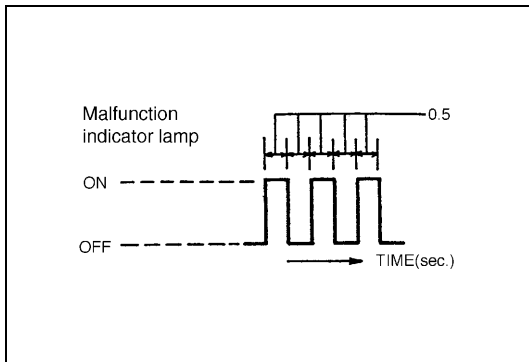 Malfunction
indicator lamp
0.5
ON
OFF
TIME(sec.)